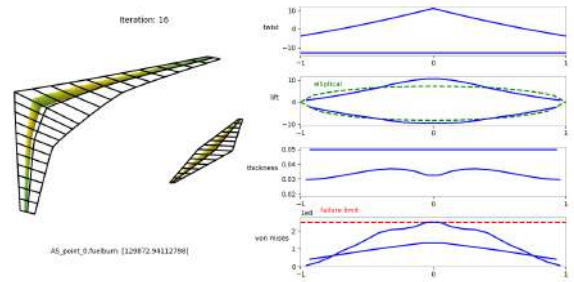 Iteration: 16
AS_point_0.fuelburn: [129872.94112798]
twist
10
0
−10
−1
0
1
elliptical
lift
10
0
−10
−1
0
1
thickness
0.05
0.04
0.03
0.02
−1
0
1
1e8
failure limit
von mises
2
1
0
−1
0
1